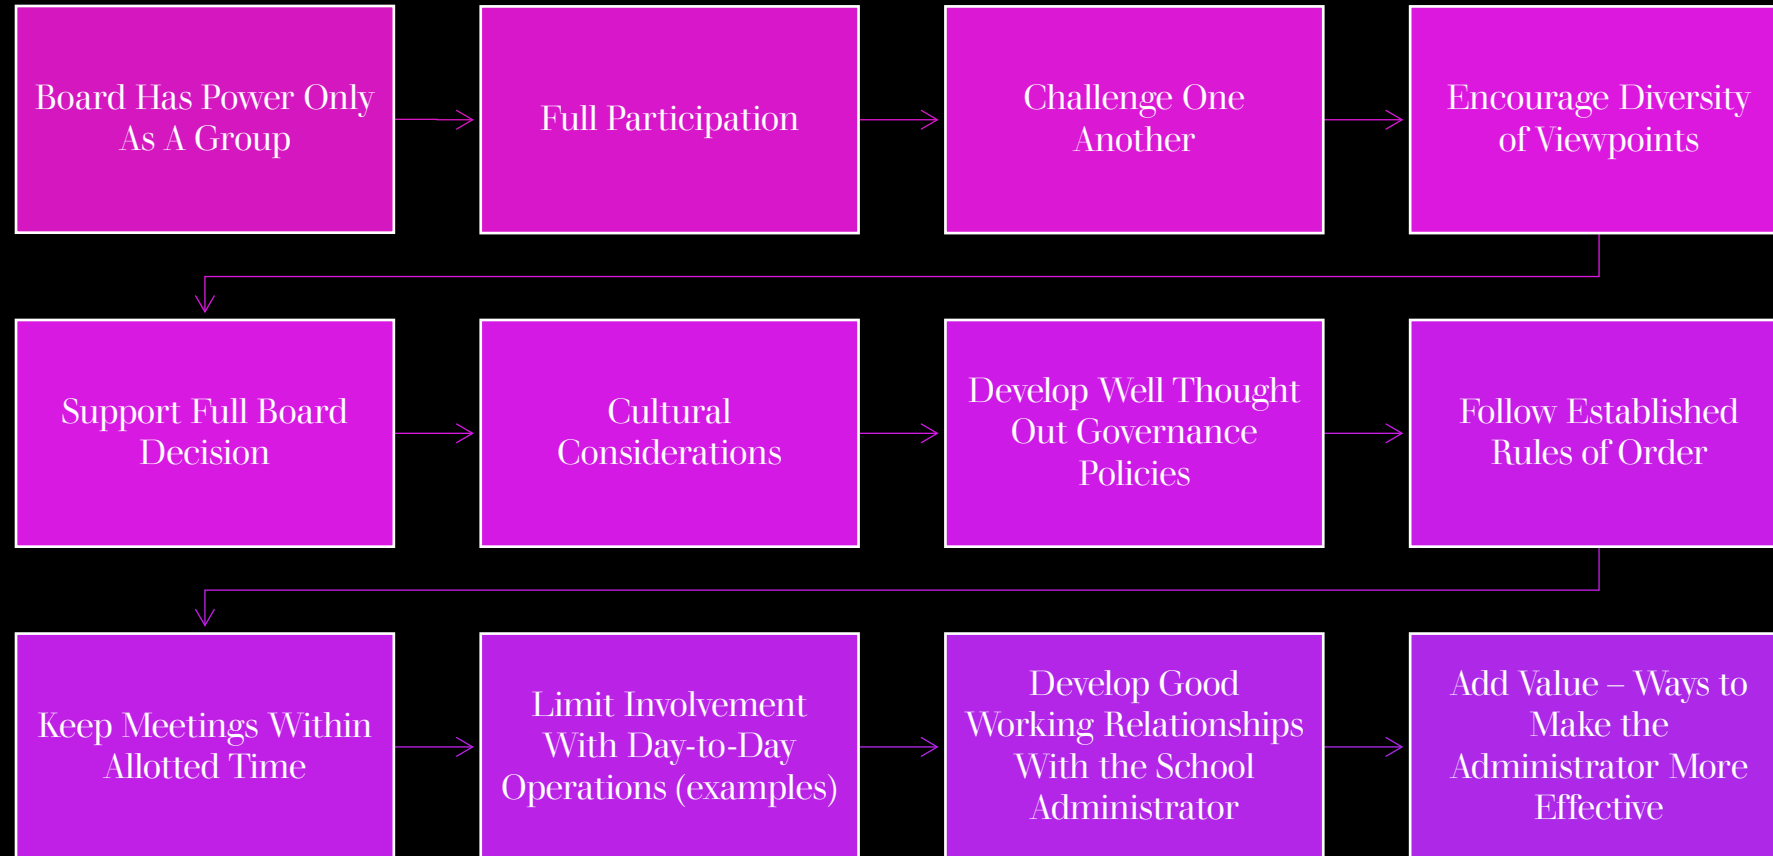 Board Has Power Only
As A Group
Full Participation
Challenge One
Another
Encourage Diversity
of Viewpoints
Support Full Board
Decision
Cultural
Considerations
Develop Well Thought
Out Governance
Policies
Follow Established
Rules of Order
Keep Meetings Within
Allotted Time
Limit Involvement
With Day-to-Day
Operations (examples)
Develop Good
Working Relationships
With the School
Administrator
Add Value – Ways to
Make the
Administrator More
Effective